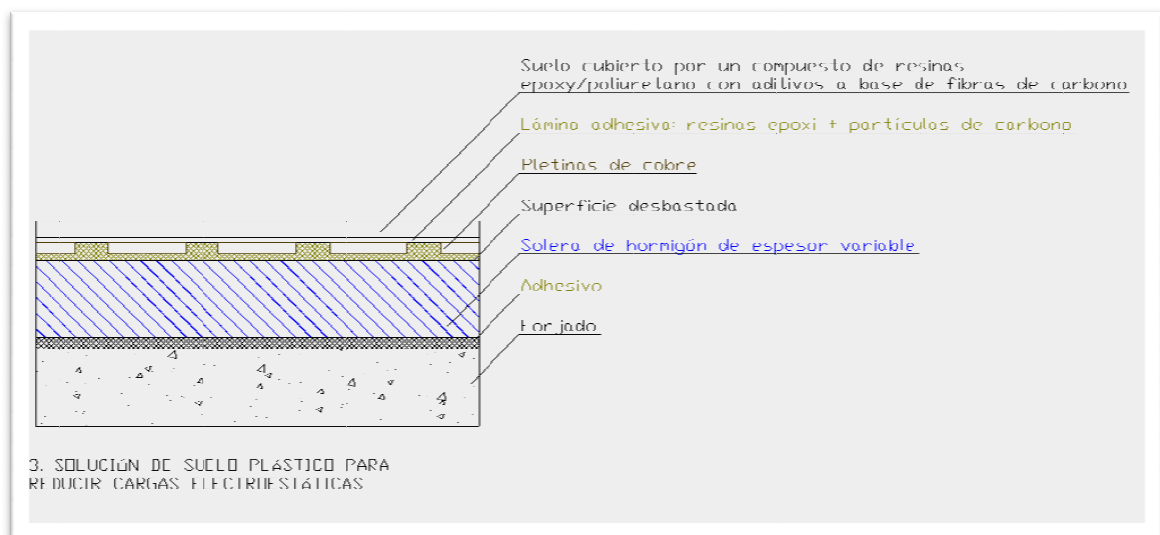 Suelo cubierto por un compuesto de resinas
epoxy/poliuretano con aditivos a base de fibras de carbono
Lámina adhesiva: resinas epoxi + partículas de carbono
Pletinas de cobre
Superficie desbastada
Solera de hormigón de espesor variable
Adhesivo
Forjado
3. SOLUCIÓN DE SUELO PLÁSTICO PARA
REDUCIR CARGAS ELECTROESTÁTICAS